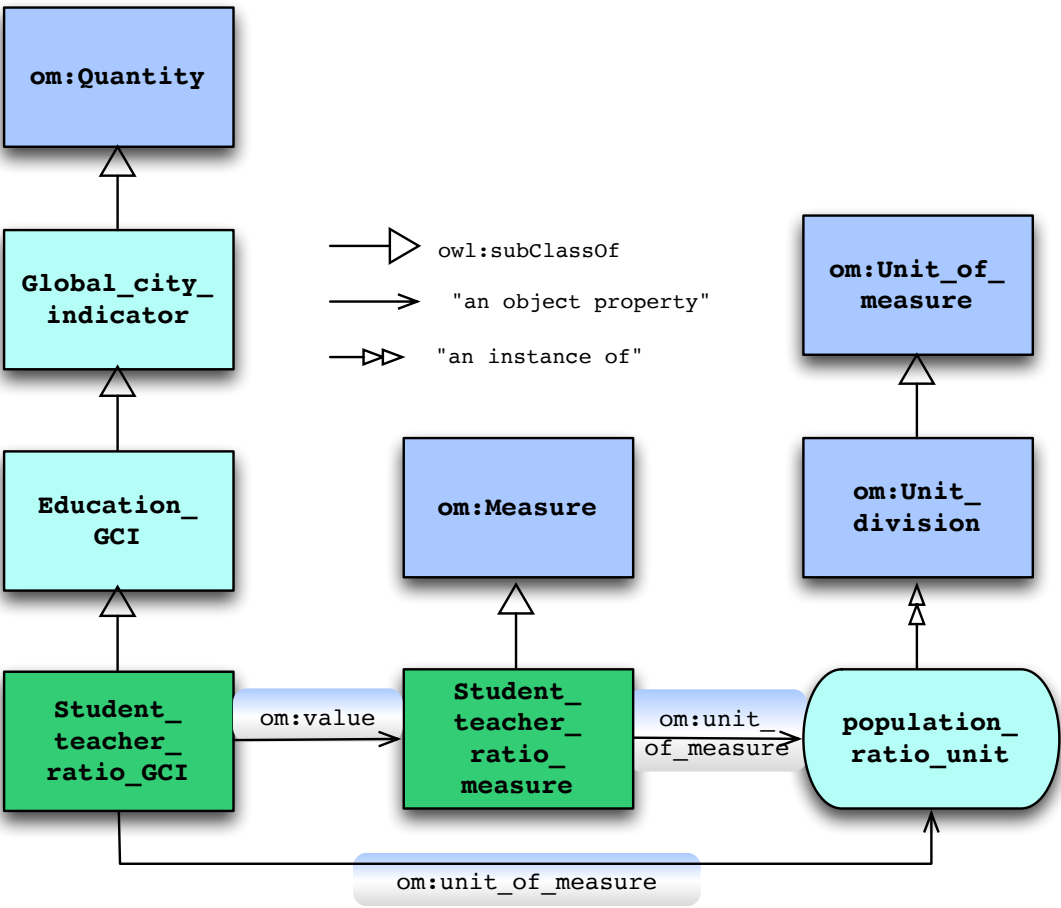 om:Quantity
Global_city_
indicator
owl:subClassOf
"an object property"
"an instance of"
om:Unit_of_
measure
Education_
GCI
om:Measure
om:Unit_
division
Student_
teacher_
ratio_GCI
om:value
Student_
teacher_
ratio_
measure
om:unit_
of_measure
population_
ratio_unit
om:unit_of_measure